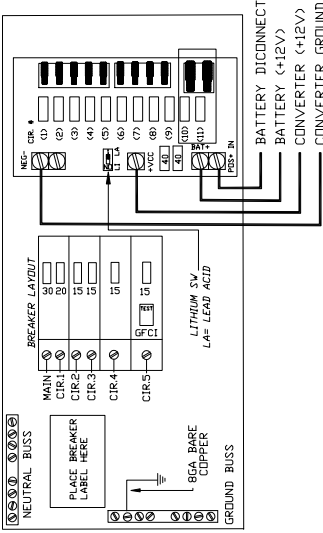 BATTERY DICONNECT
BATTERY (+12V)
CONVERTER (+12V)
CONVERTER GROUND
CIR. #
(1)
(2)
(3)
(4)
(5)
(6)
(7)
(8)
(9)
(10)
(11)
NEG-
LA
LI
+VCC
40
40
BAT+
POS+ IN
BREAKER LAYOUT
30
20
15
15
15
15
TEST
GFCI
MAIN
CIR.1
CIR.2
CIR.3
CIR.4
CIR.5
LITHIUM SW
LA= LEAD ACID
NEUTRAL BUSS
PLACE BREAKER
LABEL HERE
8GA BARE
COPPER
GROUND BUSS